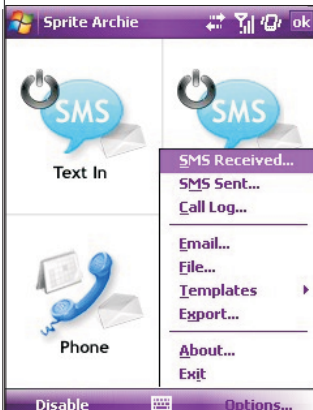 Sprite Archie
ok
SMS
SMS
Text In
SMS Received...
SMS Sent...
Call Log...
Email...
File...
Templates
Export...
About...
Exit
Phone
Disable
Options...